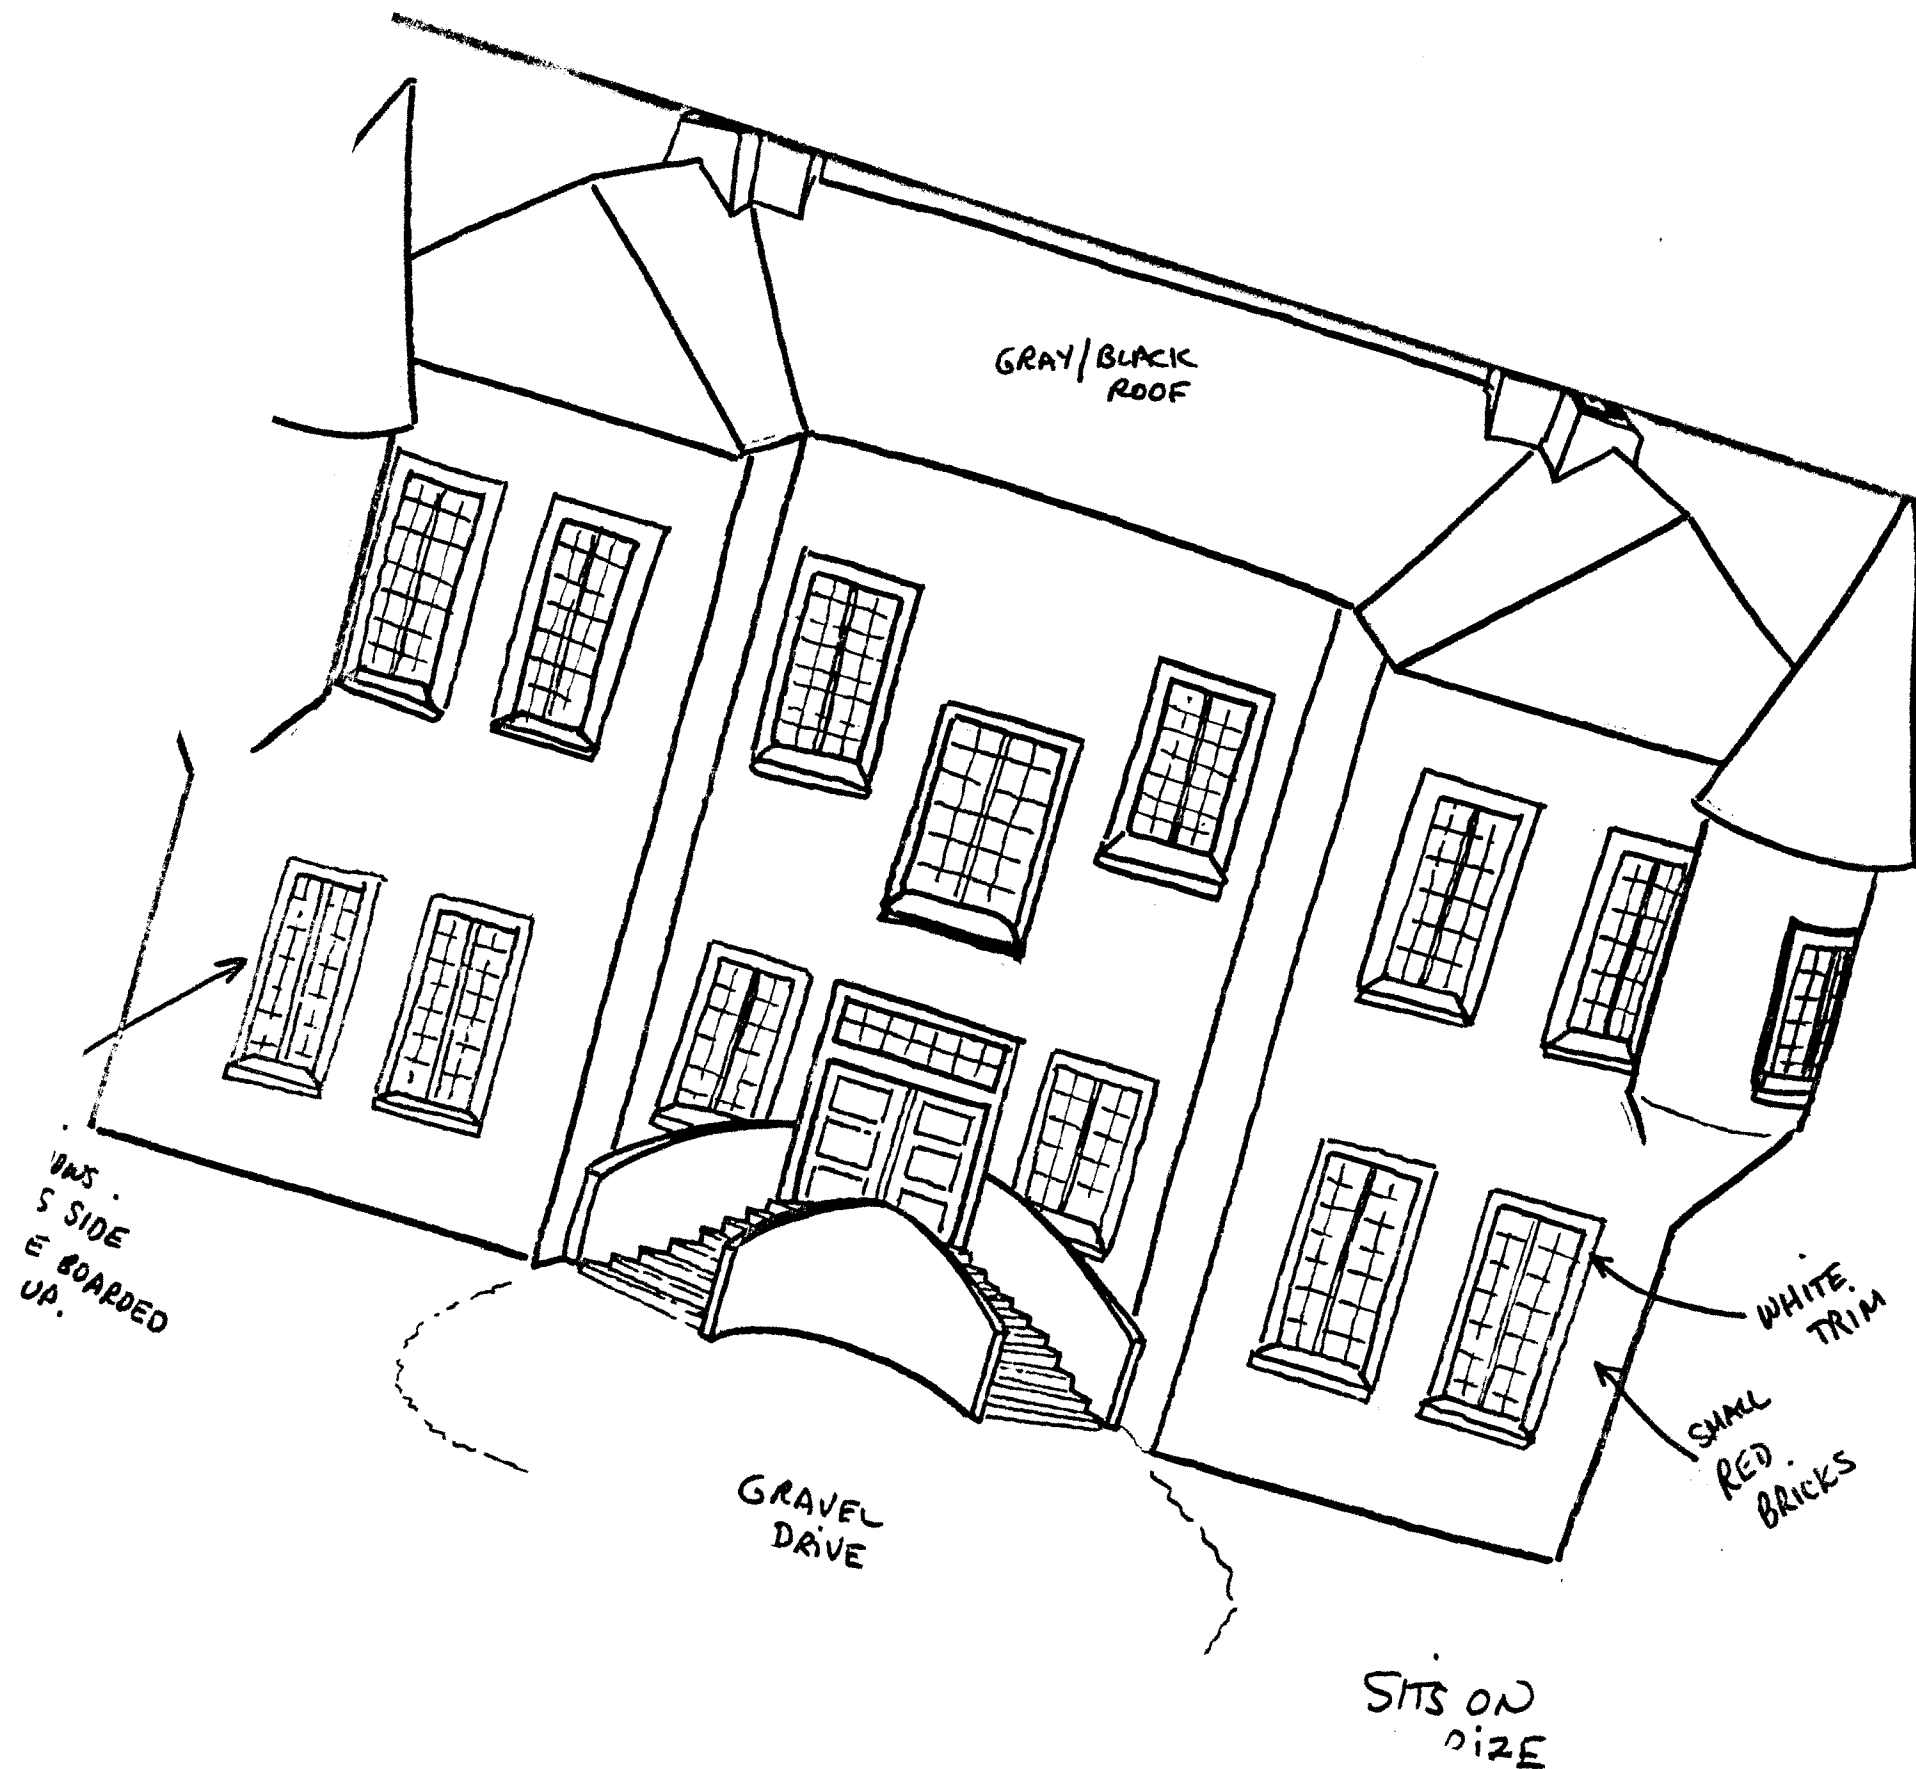 GRAY/BLACK
ROOF
SIDE
BOARDED
UP.
WHITE
TRIM
SMALL
RED
BRICKS
GRAVEL
DRIVE
SITS ON